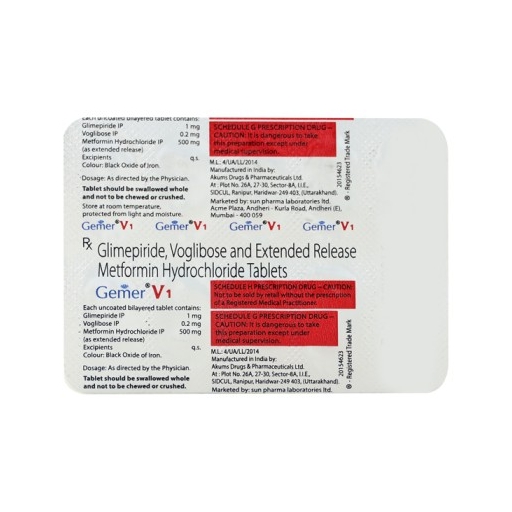 Each uncoated bilayered tablet contains:
Glimepiride IP 1 mg
Voglibose IP 0.2 mg
Metformin Hydrochloride IP 500 mg
(as extended release)
Excipients q.s.
Colour: Black Oxide of Iron.
Dosage: As directed by the Physician.
Tablet should be swallowed whole
and not to be chewed or crushed.
Store at room temperature,
protected from light and moisture.
SCHEDULE G PRESCRIPTION DRUG –
CAUTION: It is dangerous to take
this preparation except under
medical supervision.
M.L.: 4/UA/LL/2014
Manufactured in India by:
Akums Drugs & Pharmaceuticals Ltd.
At : Plot No. 26A, 27-30, Sector-8A, I.I.E.,
SIDCUL, Ranipur, Haridwar-249 403, (Uttarakhand).
Marketed by: sun pharma laboratories ltd.
Acme Plaza, Andheri - Kurla Road, Andheri (E),
Mumbai - 400 059
20154623
® - Registered Trade Mark
Gemer® V1 Gemer® V1 Gemer® V1 Gemer® V1
Rx Glimepiride, Voglibose and Extended Release
Metformin Hydrochloride Tablets
Gemer® V1
SCHEDULE H PRESCRIPTION DRUG – CAUTION
Not to be sold by retail without the prescription
of a Registered Medical Practitioner.
Each uncoated bilayered tablet contains:
Glimepiride IP 1 mg
Voglibose IP 0.2 mg
Metformin Hydrochloride IP 500 mg
(as extended release)
Excipients q.s.
Colour: Black Oxide of Iron.
Dosage: As directed by the Physician.
Tablet should be swallowed whole
and not to be chewed or crushed.
SCHEDULE G PRESCRIPTION DRUG –
CAUTION: It is dangerous to take
this preparation except under
medical supervision.
M.L.: 4/UA/LL/2014
Manufactured in India by:
Akums Drugs & Pharmaceuticals Ltd.
At : Plot No. 26A, 27-30, Sector-8A, I.I.E.,
SIDCUL, Ranipur, Haridwar-249 403, (Uttarakhand).
Marketed by: sun pharma laboratories ltd.
20154623
® - Registered Trade Mark